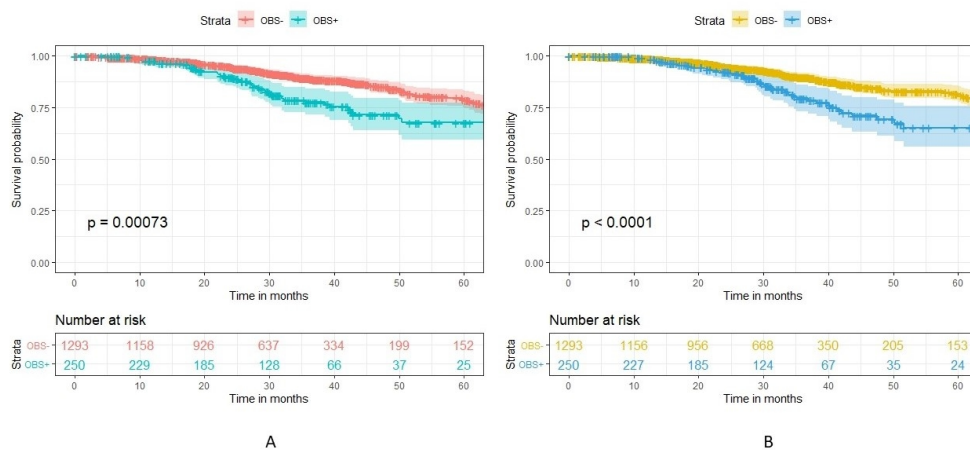 Strata OBS- OBS+
1.00
0.75
0.50
0.25
0.00
Survival probability
p = 0.00073
0 10 20 30 40 50 60
Time in months
Number at risk
Strata
OBS- 1293 1158 926 637 334 199 152
OBS+ 250 229 185 128 66 37 25
0 10 20 30 40 50 60
Time in months
A
Strata OBS- OBS+
1.00
0.75
0.50
0.25
0.00
Survival probability
p < 0.0001
0 10 20 30 40 50 60
Time in months
Number at risk
Strata
OBS- 1293 1156 956 668 350 205 153
OBS+ 250 227 185 124 67 35 24
0 10 20 30 40 50 60
Time in months
B